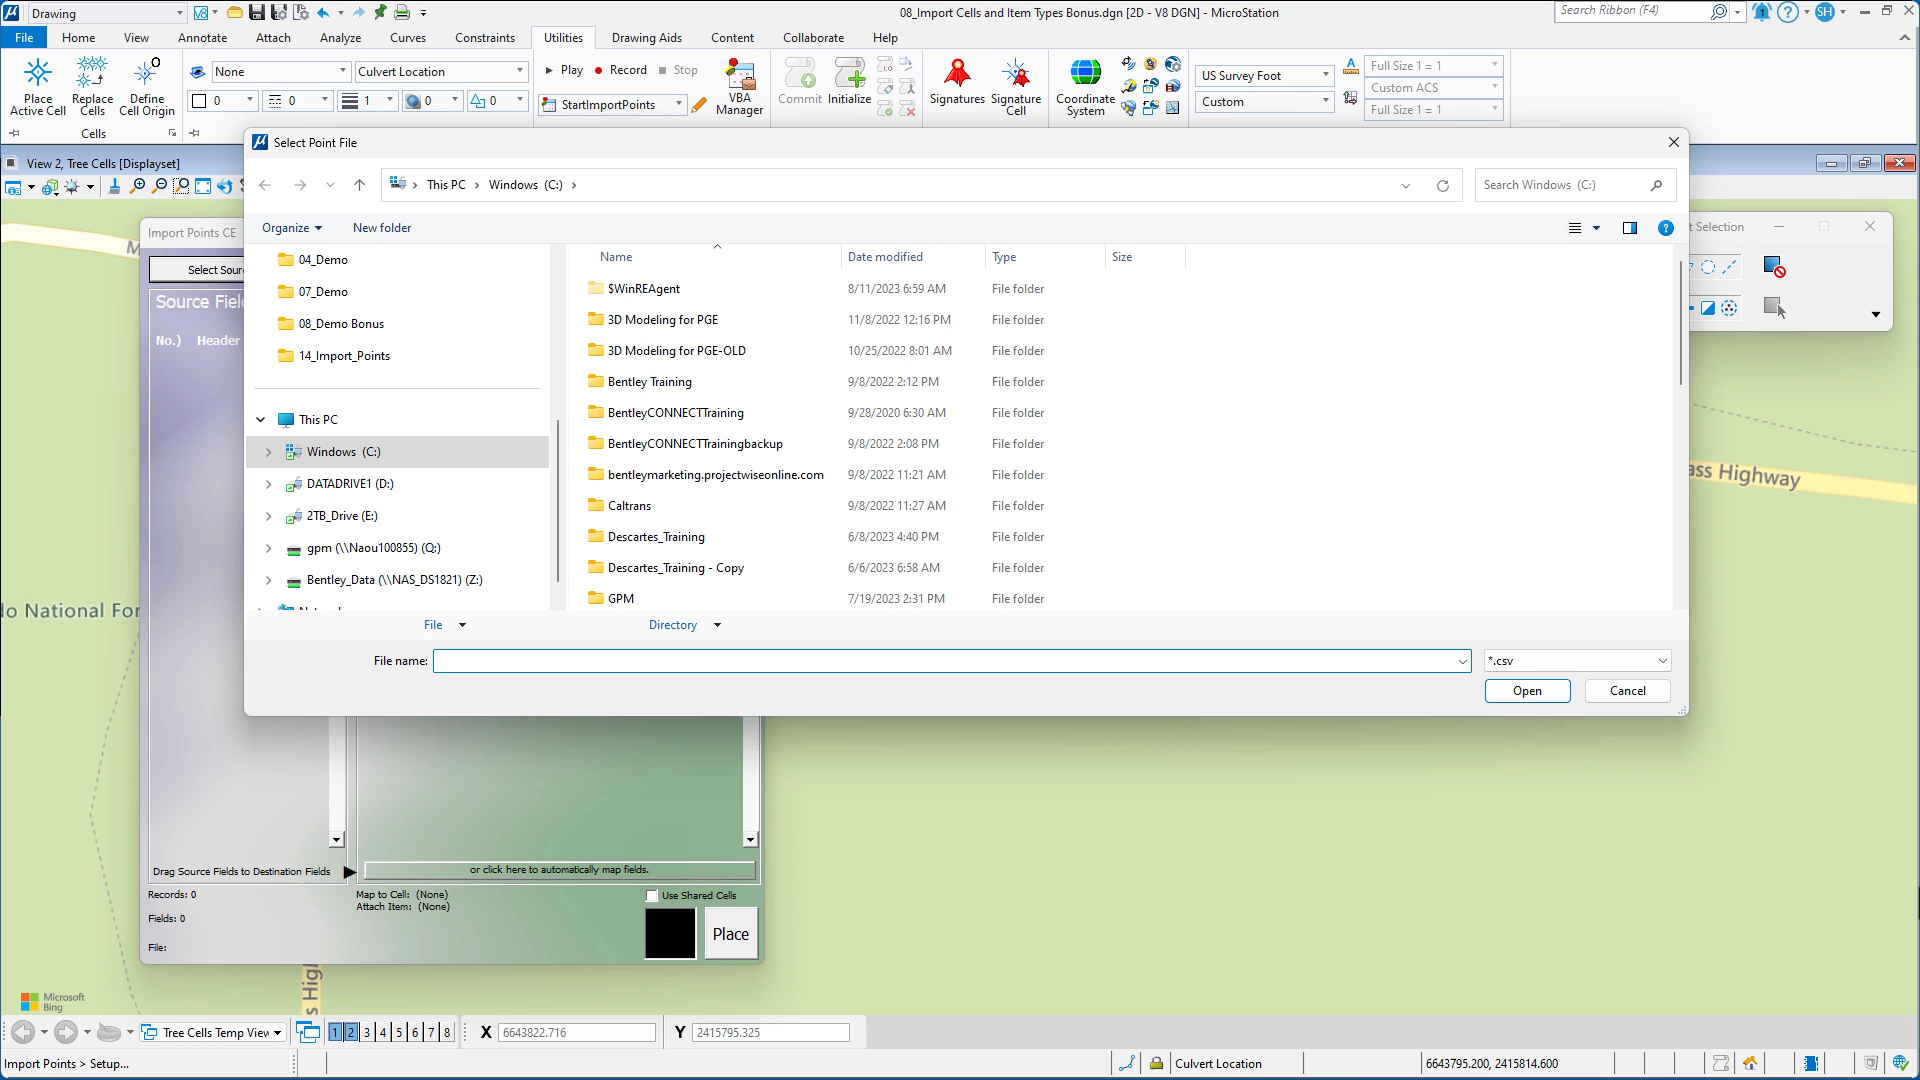 Drawing
08_Import Cells and Item Types Bonus.dgn [2D - V8 DGN] - MicroStation
Search Ribbon (F4)
SH
File
Home
View
Annotate
Attach
Analyze
Curves
Constraints
Utilities
Drawing Aids
Content
Collaborate
Help
Place Active Cell
Replace Cells
Define Cell Origin
Cells
None
Culvert Location
0
0
1
0
0
Play
Record
Stop
StartImportPoints
VBA Manager
Commit
Initialize
Signatures
Signature Cell
Coordinate System
US Survey Foot
Custom
Full Size 1 = 1
Custom ACS
Full Size 1 = 1
View 2, Tree Cells [Displayset]
Select Point File
This PC
Windows (C:)
Search Windows (C:)
Organize
New folder
Import Points CE
t Selection
Select Sour
Source Fiel
No.) Header
04_Demo
07_Demo
08_Demo Bonus
14_Import_Points
This PC
Windows (C:)
DATADRIVE1 (D:)
2TB_Drive (E:)
gpm (\\Naou100855) (Q:)
Bentley_Data (\\NAS_DS1821) (Z:)
Name Date modified Type Size
$WinREAgent 8/11/2023 6:59 AM File folder
3D Modeling for PGE 11/8/2022 12:16 PM File folder
3D Modeling for PGE-OLD 10/25/2022 8:01 AM File folder
Bentley Training 9/8/2022 2:12 PM File folder
BentleyCONNECTTraining 9/28/2020 6:30 AM File folder
BentleyCONNECTTrainingbackup 9/8/2022 2:08 PM File folder
bentleymarketing.projectwiseonline.com 9/8/2022 11:21 AM File folder
Caltrans 9/8/2022 11:27 AM File folder
Descartes_Training 6/8/2023 4:40 PM File folder
Descartes_Training - Copy 6/6/2023 6:58 AM File folder
GPM 7/19/2023 2:31 PM File folder
File
Directory
File name:
*.csv
Open
Cancel
ass Highway
do National For
Drag Source Fields to Destination Fields
or click here to automatically map fields.
Records: 0
Fields: 0
File:
Map to Cell: (None)
Attach Item: (None)
Use Shared Cells
Place
s High
Microsoft
Bing
Tree Cells Temp View
1 2 3 4 5 6 7 8
X 6643822.716
Y 2415795.325
Import Points > Setup...
Culvert Location
6643795.200, 2415814.600